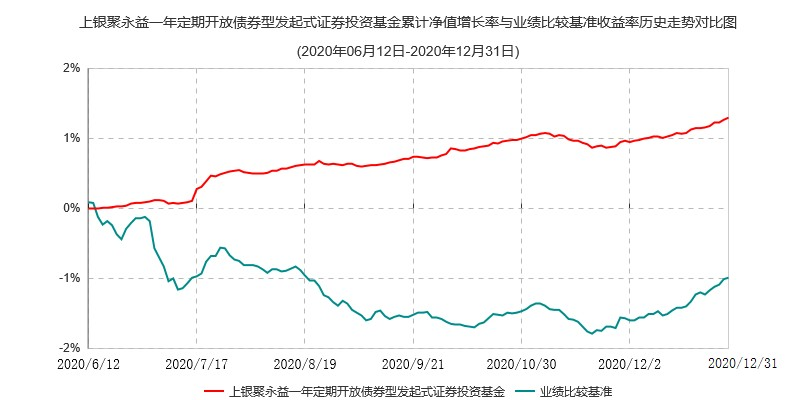 上银聚永益一年定期开放债券型发起式证券投资基金累计净值增长率与业绩比较基准收益率历史走势对比图
(2020年06月12日-2020年12月31日)
2%
1%
0%
-1%
-2%
2020/6/12 2020/7/17 2020/8/19 2020/9/21 2020/10/30 2020/12/2 2020/12/31
上银聚永益一年定期开放债券型发起式证券投资基金 业绩比较基准